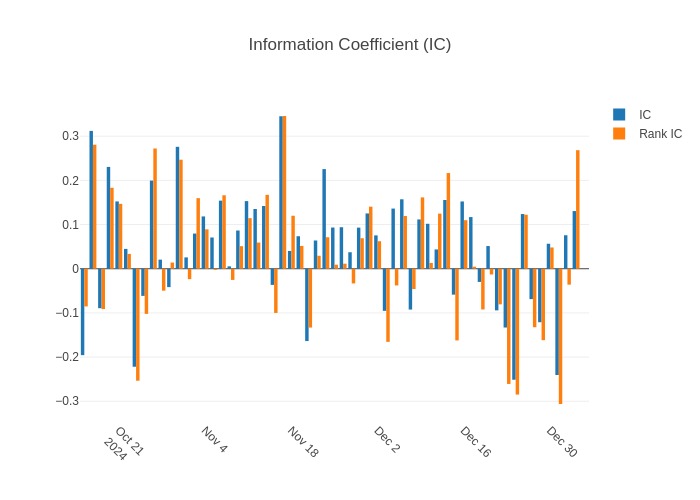 Information Coefficient (IC)
IC
Rank IC
0.3
0.2
0.1
0
−0.1
−0.2
−0.3
Oct 21
2024
Nov 4
Nov 18
Dec 2
Dec 16
Dec 30